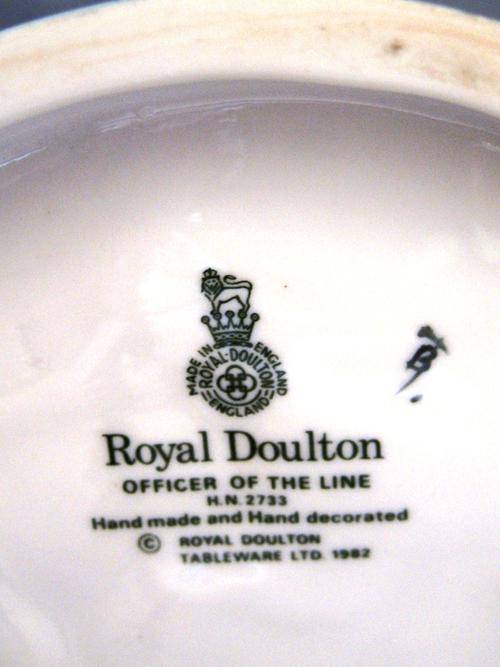 MADE IN ENGLAND
ROYAL·DOULTON
ENGLAND
Royal Doulton
OFFICER OF THE LINE
H.N. 2733
Hand made and Hand decorated
© ROYAL DOULTON
TABLEWARE LTD. 1982
B